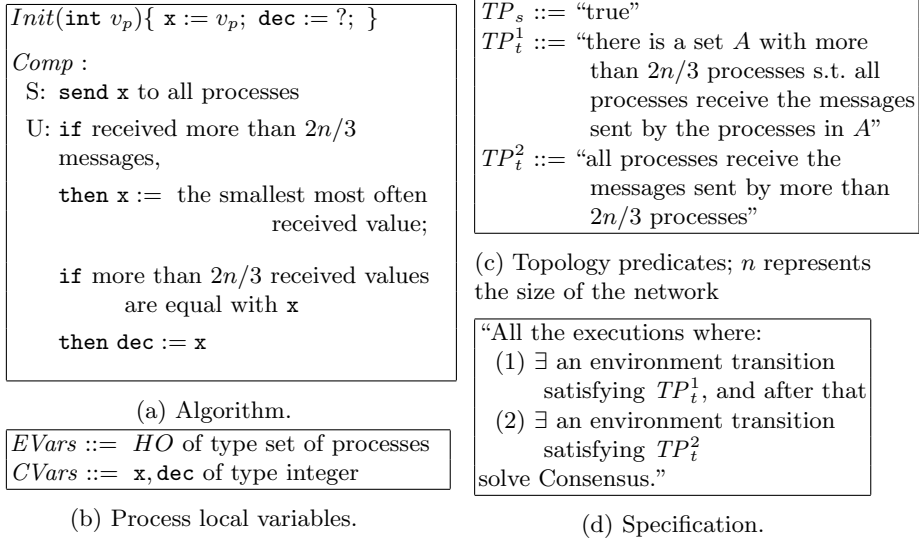 Init(int v_p){ x := v_p; dec := ?; }
Comp :
S: send x to all processes
U: if received more than 2n/3
messages,
then x := the smallest most often
received value;
if more than 2n/3 received values
are equal with x
then dec := x
(a) Algorithm.
EVars ::= HO of type set of processes
CVars ::= x, dec of type integer
(b) Process local variables.
TP_s ::= “true”
TP_t^1 ::= “there is a set A with more
than 2n/3 processes s.t. all
processes receive the messages
sent by the processes in A”
TP_t^2 ::= “all processes receive the
messages sent by more than
2n/3 processes”
(c) Topology predicates; n represents
the size of the network
“All the executions where:
(1) ∃ an environment transition
satisfying TP_t^1, and after that
(2) ∃ an environment transition
satisfying TP_t^2
solve Consensus.”
(d) Specification.